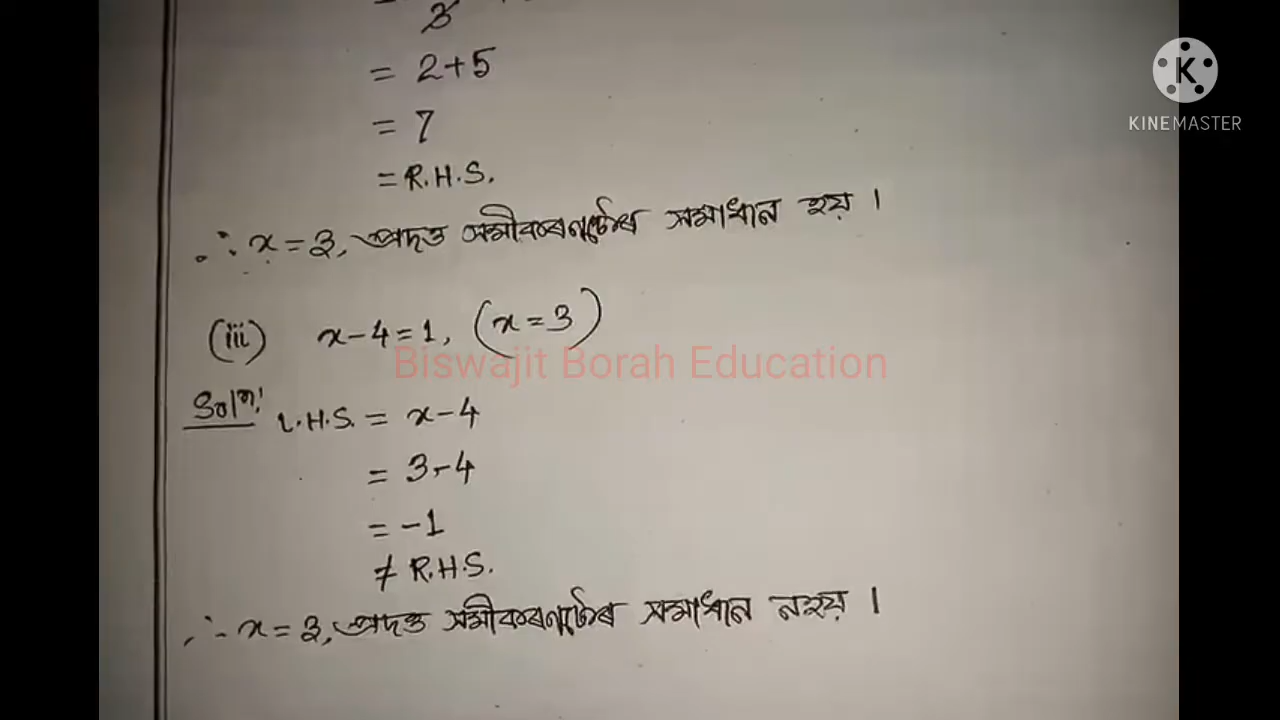 3
= 2+5
= 7
= R.H.S.
∴ x = 3, প্ৰদত্ত সমীকৰণটোৰ সমাধান হয় ।
(iii) x-4=1, (x=3)
Soln: L.H.S. = x-4
= 3-4
= -1
≠ R.H.S.
∴ x = 3, প্ৰদত্ত সমীকৰণটোৰ সমাধান নহয় ।
K
KINEMASTER
Biswajit Borah Education